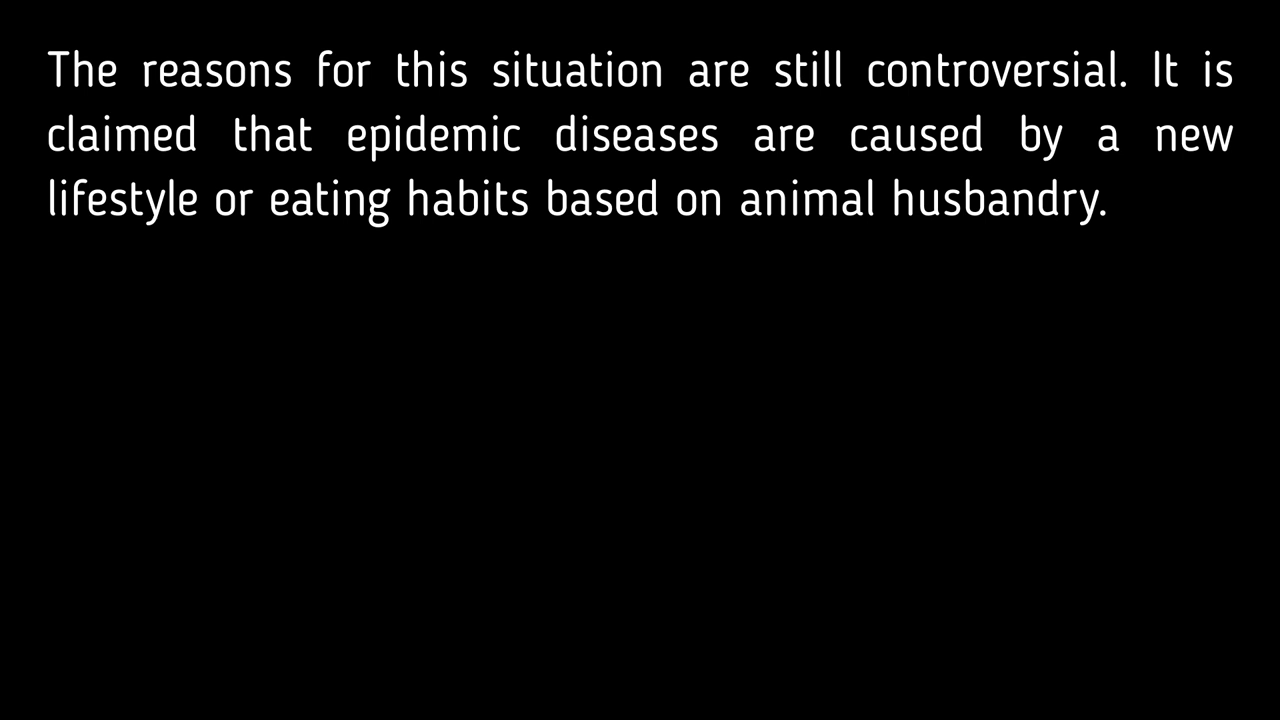 The reasons for this situation are still controversial. It is
claimed that epidemic diseases are caused by a new
lifestyle or eating habits based on animal husbandry.